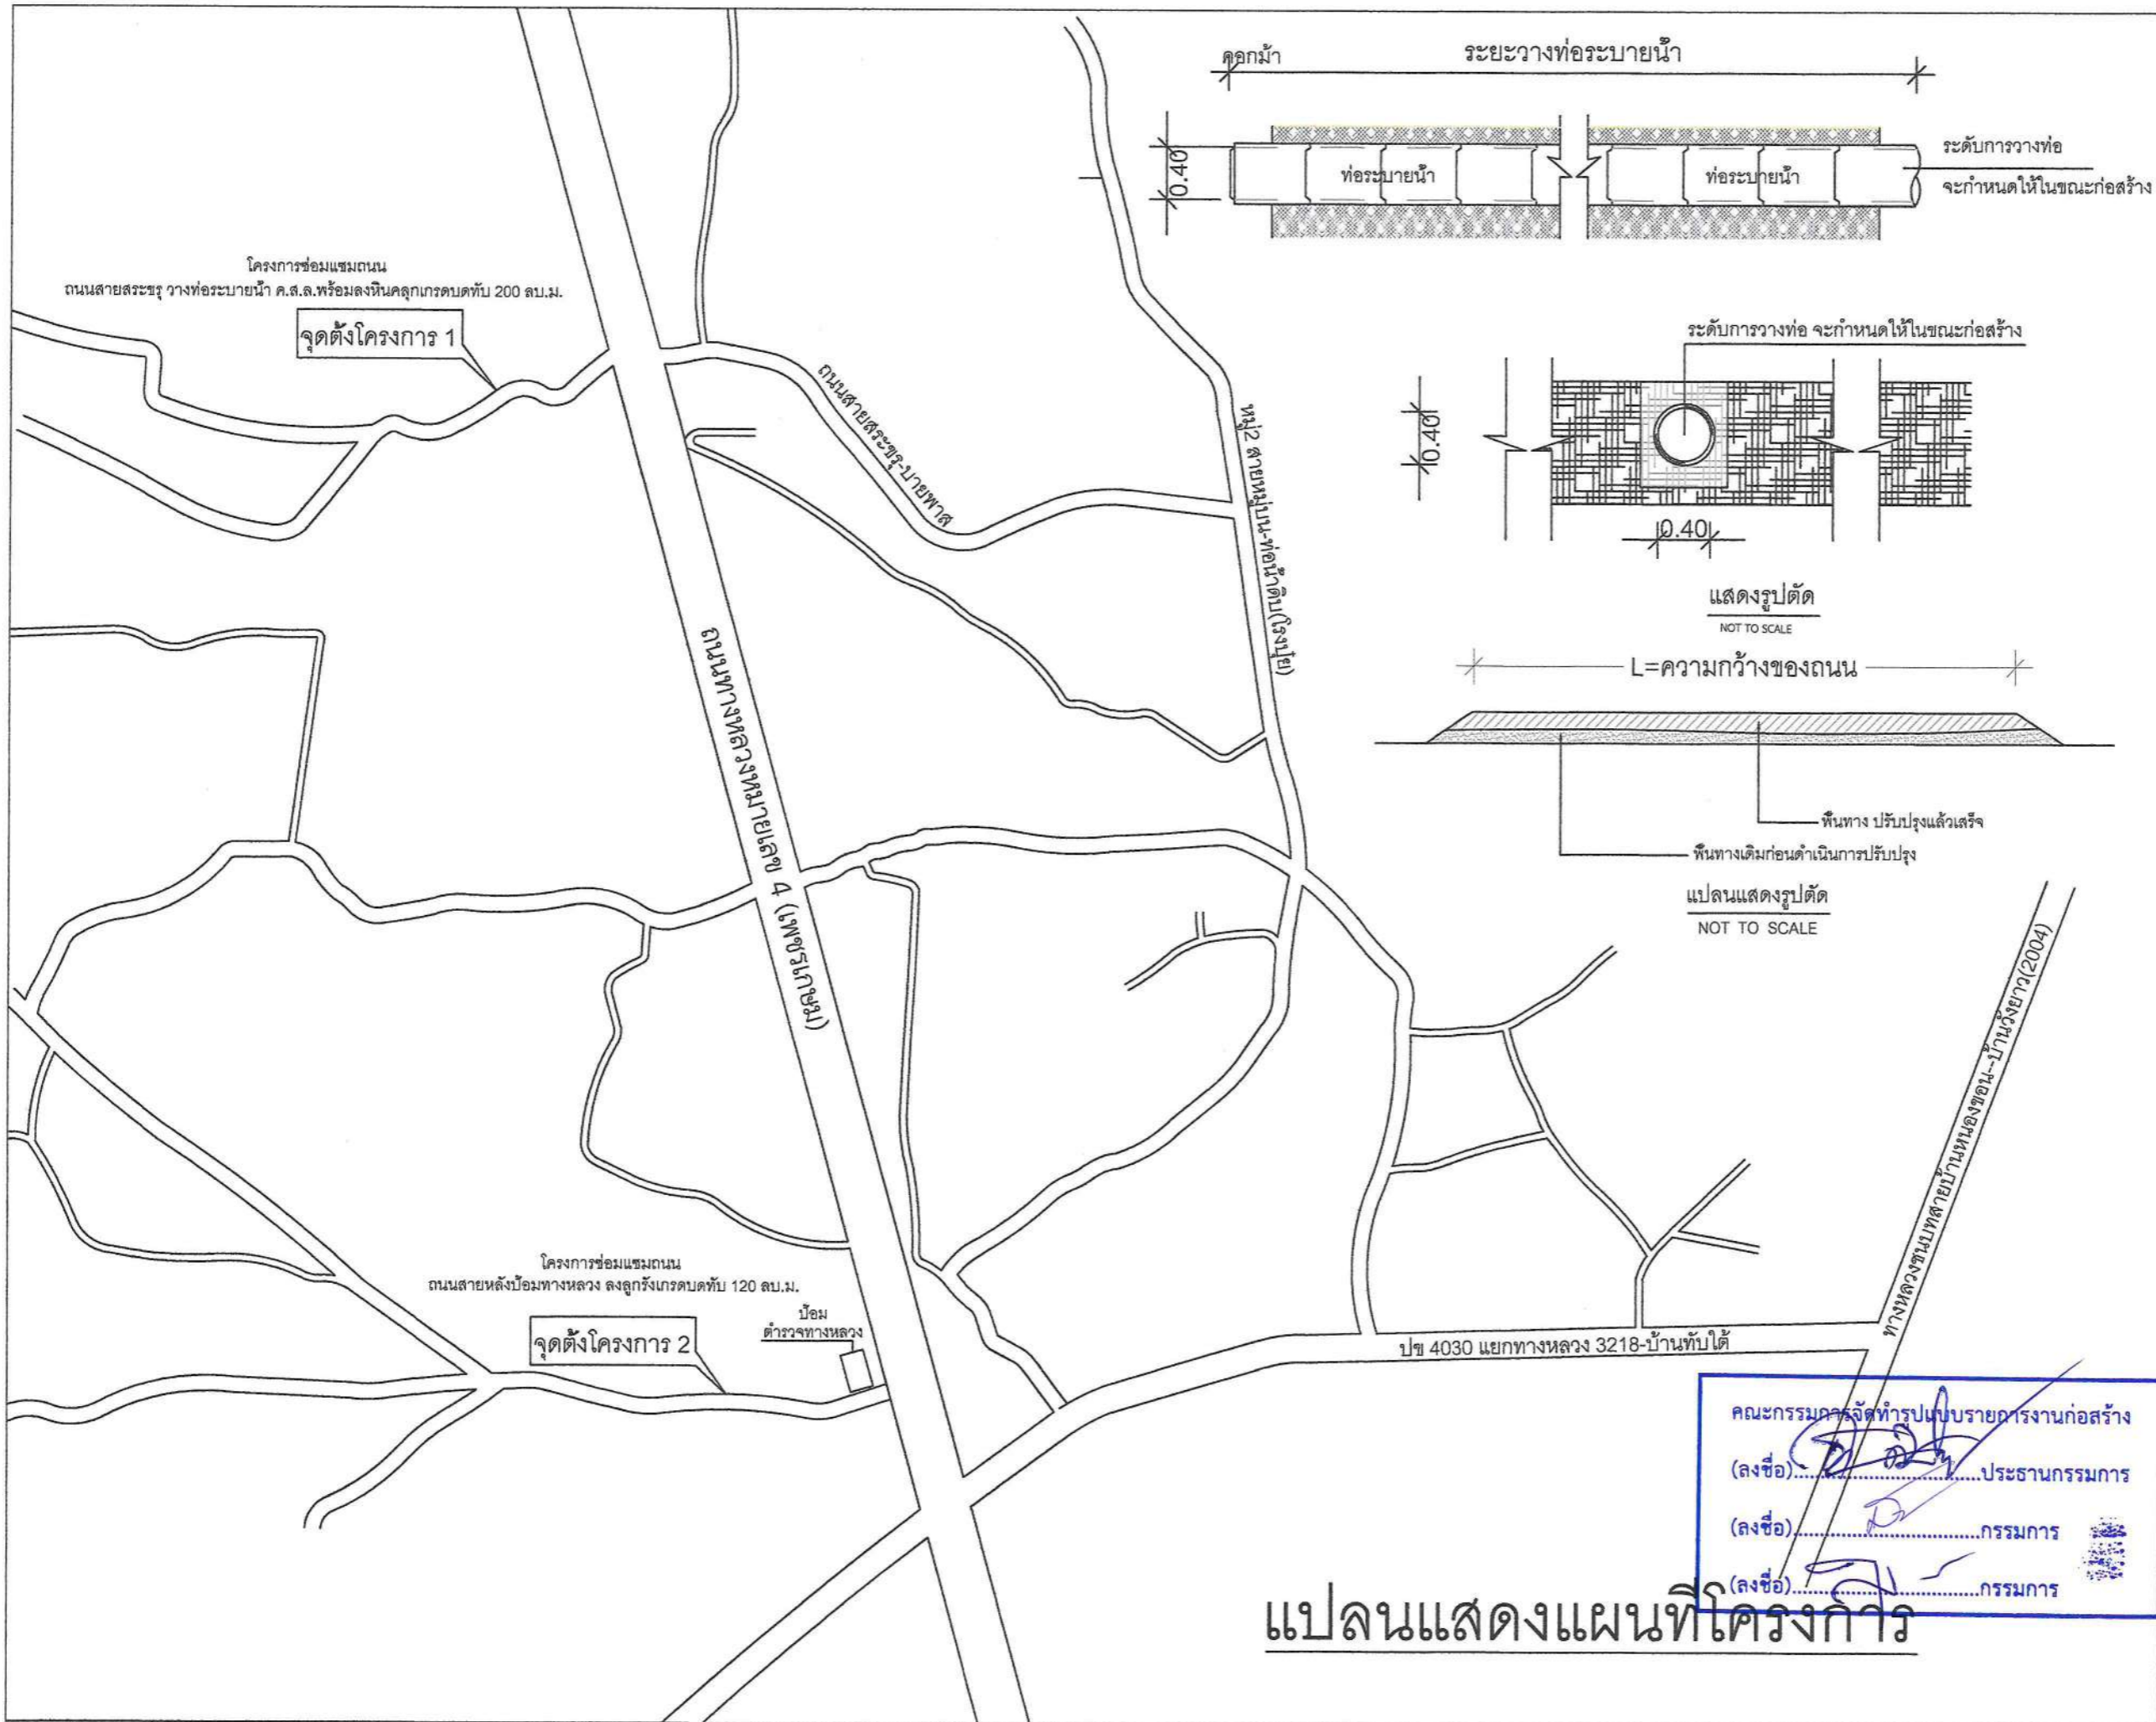 ดอกม้า
ระยะวางท่อระบายน้ำ
0.40
ท่อระบายน้ำ
ท่อระบายน้ำ
ระดับการวางท่อ
จะกำหนดให้ในขณะก่อสร้าง
โครงการซ่อมแซมถนน
ถนนสายสระขรุ วางท่อระบายน้ำ ค.ส.ล.พร้อมลงหินคลุกเกรดบดทับ 200 ลบ.ม.
จุดตั้งโครงการ 1
ระดับการวางท่อ จะกำหนดให้ในขณะก่อสร้าง
0.40
0.40
แสดงรูปตัด
NOT TO SCALE
ถนนสายสระขรุ-บายพาส
หมู่2 สายหมู่บน-ท่อน้ำดิบ(โรงปุ๋ย)
L=ความกว้างของถนน
พื้นทาง ปรับปรุงแล้วเสร็จ
พื้นทางเดิมก่อนดำเนินการปรับปรุง
แปลนแสดงรูปตัด
NOT TO SCALE
ถนนทางหลวงหมายเลข 4 (เพชรเกษม)
ทางหลวงชนบทสายบ้านหนองขอน--บ้านวังยาว(2004)
โครงการซ่อมแซมถนน
ถนนสายหลังป้อมทางหลวง ลงลูกรังเกรดบดทับ 120 ลบ.ม.
จุดตั้งโครงการ 2
ป้อม
ตำรวจทางหลวง
ปข 4030 แยกทางหลวง 3218-บ้านทับใต้
คณะกรรมการจัดทำรูปแบบรายการงานก่อสร้าง
(ลงชื่อ)..............................ประธานกรรมการ
(ลงชื่อ)..............................กรรมการ
(ลงชื่อ)..............................กรรมการ
แปลนแสดงแผนที่โครงการ